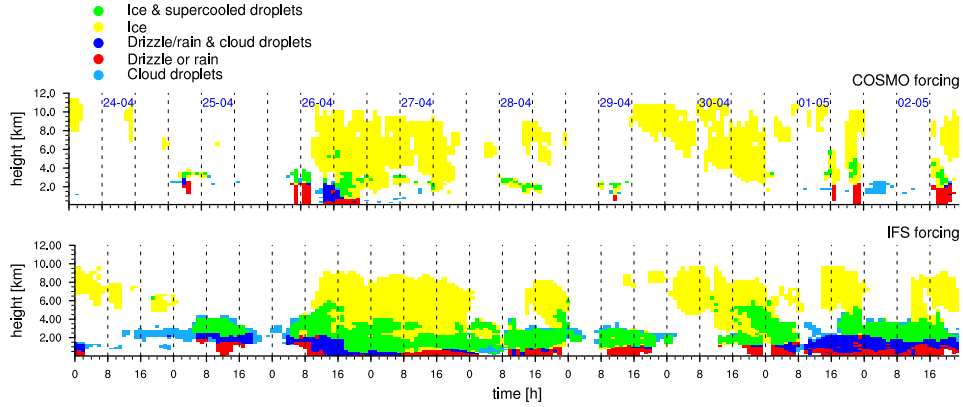 Ice & supercooled droplets
Ice
Drizzle/rain & cloud droplets
Drizzle or rain
Cloud droplets
COSMO forcing
12.0
10.0
8.0
6.0
4.0
2.0
height [km]
24-04 25-04 26-04 27-04 28-04 29-04 30-04 01-05 02-05
IFS forcing
12.00
10.00
8.00
6.00
4.00
2.00
height [km]
0 8 16 0 8 16 0 8 16 0 8 16 0 8 16 0 8 16 0 8 16 0 8 16 0 8 16
time [h]